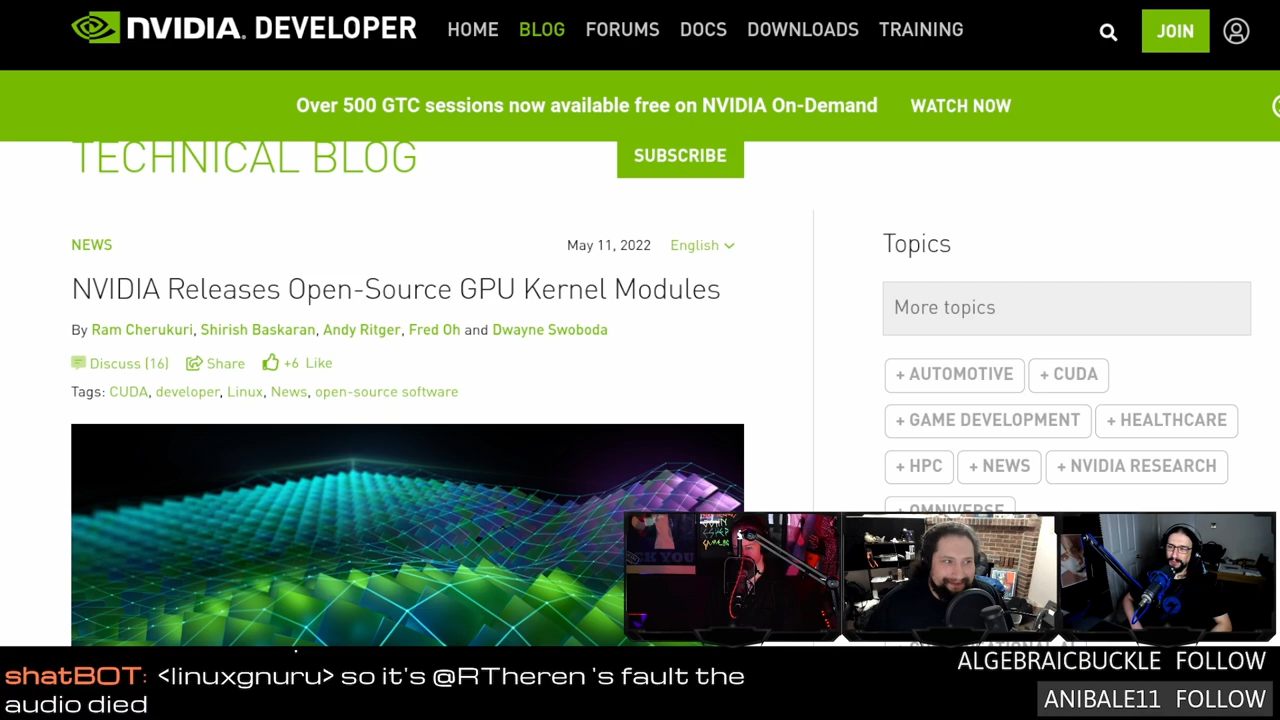 NVIDIA. DEVELOPER HOME BLOG FORUMS DOCS DOWNLOADS TRAINING JOIN
Over 500 GTC sessions now available free on NVIDIA On-Demand WATCH NOW
TECHNICAL BLOG SUBSCRIBE
NEWS May 11, 2022 English
NVIDIA Releases Open-Source GPU Kernel Modules
By Ram Cherukuri, Shirish Baskaran, Andy Ritger, Fred Oh and Dwayne Swoboda
Discuss (16) Share +6 Like
Tags: CUDA, developer, Linux, News, open-source software
Topics
More topics
+ AUTOMOTIVE + CUDA
+ GAME DEVELOPMENT + HEALTHCARE
+ HPC + NEWS + NVIDIA RESEARCH
+ OMNIVERSE
shatBOT: <linuxgnuru> so it's @RTheren 's fault the
audio died
ALGEBRAICBUCKLE FOLLOW
ANIBALE11 FOLLOW